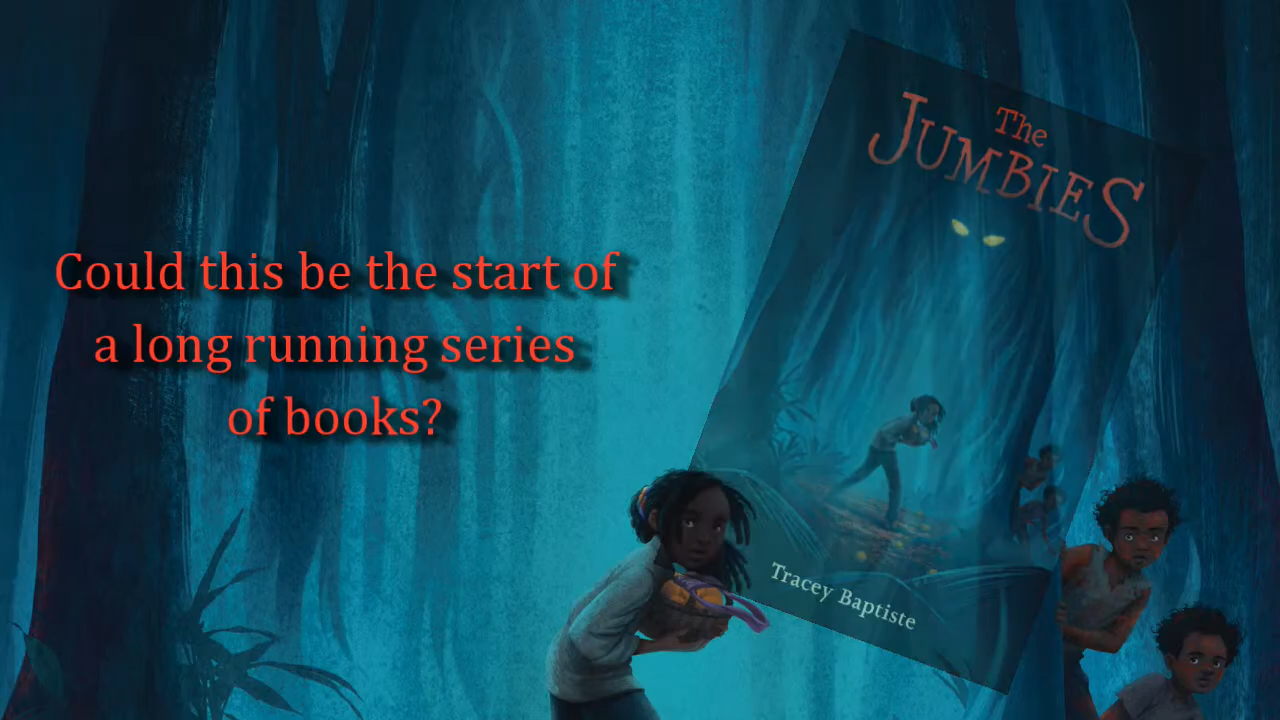 Could this be the start of
a long running series
of books?
The
JUMBIES
Tracey Baptiste